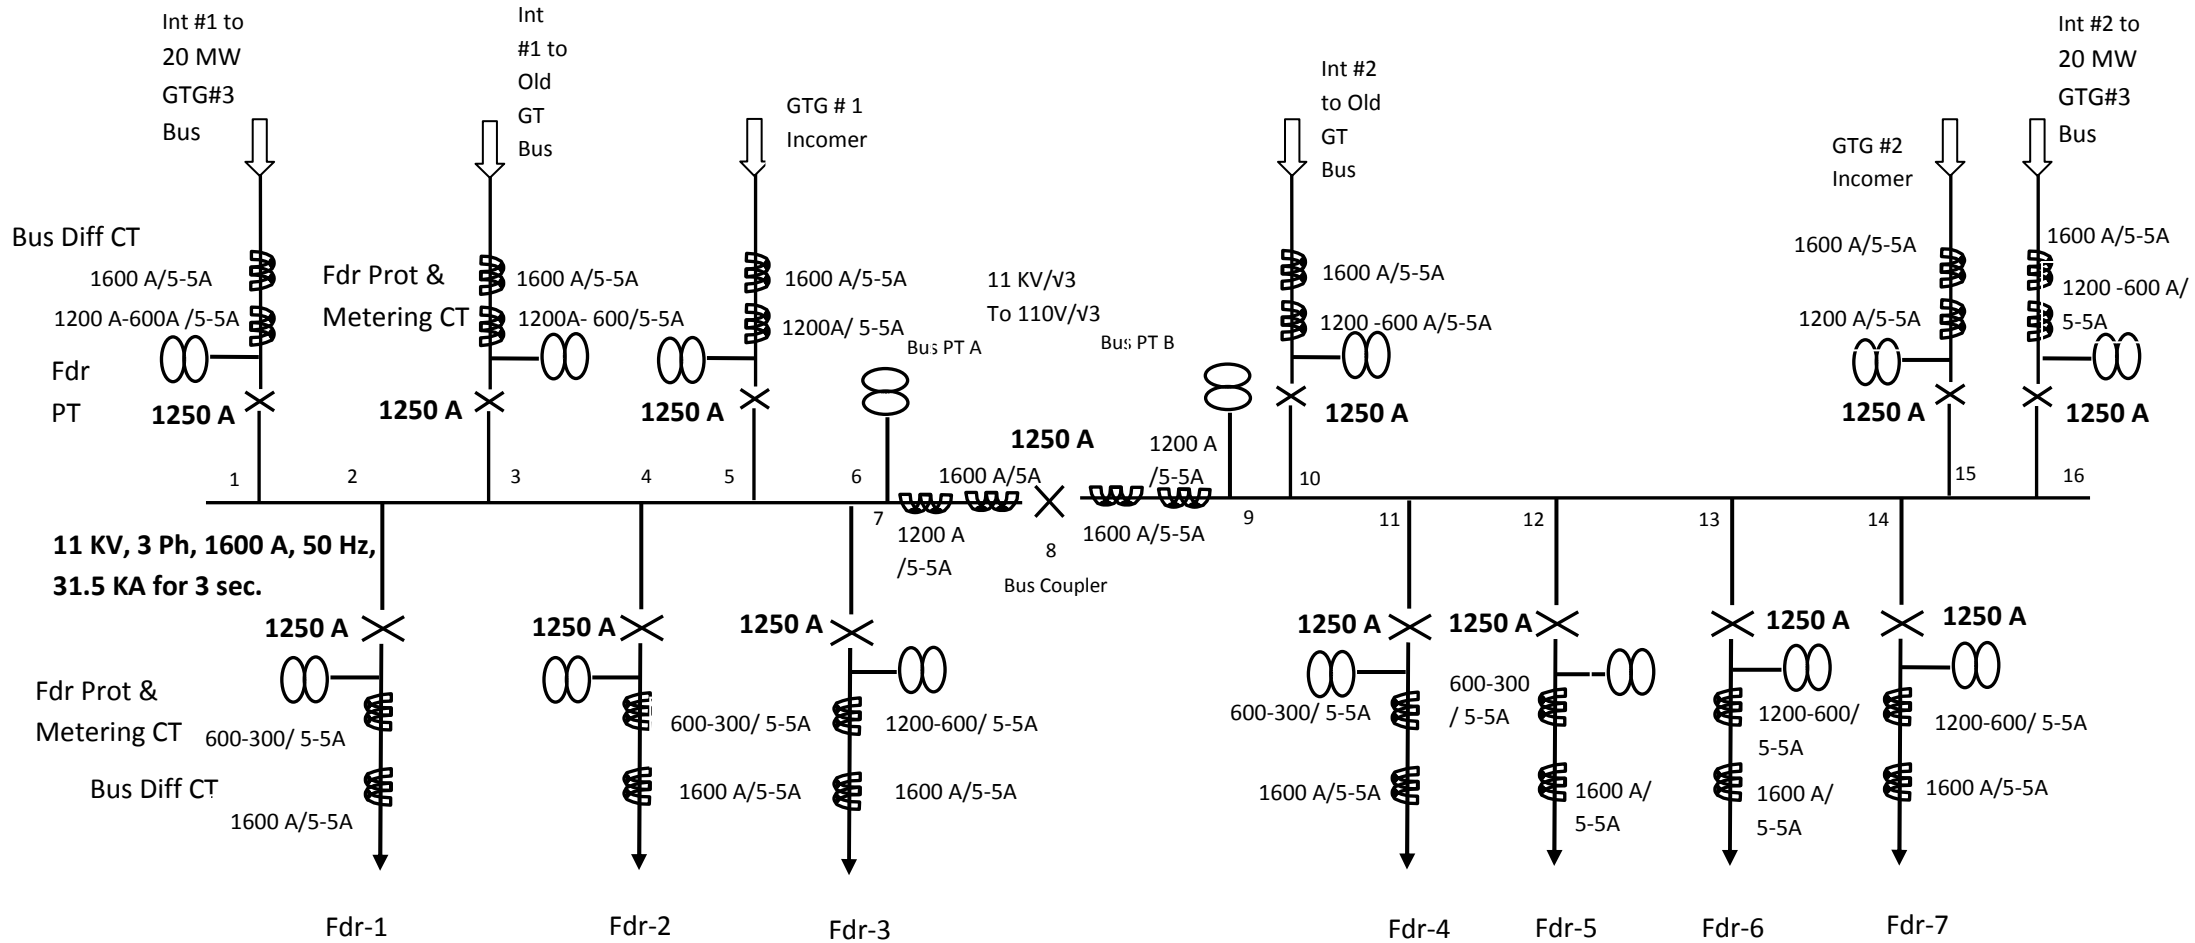 Int #1 to
20 MW
GTG#3
Bus
Int
#1 to
Old
GT
Bus
GTG # 1
Incomer
Int #2
to Old
GT
Bus
GTG #2
Incomer
Int #2 to
20 MW
GTG#3
Bus
Bus Diff CT
1600 A/5-5A
1200 A-600A /5-5A
Fdr
PT
1250 A
Fdr Prot &
Metering CT
1600 A/5-5A
1200A- 600/5-5A
1250 A
1600 A/5-5A
1200A/ 5-5A
1250 A
11 KV/√3
To 110V/√3
Bus PT A
Bus PT B
1600 A/5-5A
1200 -600 A/5-5A
1250 A
1600 A/5-5A
1200 A/5-5A
1250 A
1600 A/5-5A
1200 -600 A/
5-5A
1250 A
1
2
3
4
5
6
7
1600 A/5A
1200 A
/5-5A
1250 A
8
Bus Coupler
1200 A
/5-5A
1600 A/5-5A
9
10
11
12
13
14
15
16
11 KV, 3 Ph, 1600 A, 50 Hz,
31.5 KA for 3 sec.
1250 A
1250 A
1250 A
1250 A
1250 A
1250 A
1250 A
Fdr Prot &
Metering CT
600-300/ 5-5A
Bus Diff CT
1600 A/5-5A
600-300/ 5-5A
1600 A/5-5A
1200-600/ 5-5A
1600 A/5-5A
600-300/ 5-5A
1600 A/5-5A
600-300
/ 5-5A
1600 A/
5-5A
1200-600/
5-5A
1600 A/
5-5A
1200-600/ 5-5A
1600 A/5-5A
Fdr-1
Fdr-2
Fdr-3
Fdr-4
Fdr-5
Fdr-6
Fdr-7